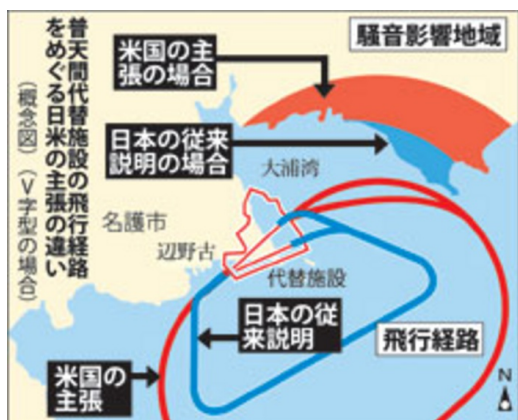 普天間代替施設の飛行経路
をめぐる日米の主張の違い
(概念図)(V字型の場合)
騒音影響地域
米国の主
張の場合
日本の従来
説明の場合
大浦湾
名護市
辺野古
代替施設
日本の従
来説明
飛行経路
米国の
主張
N